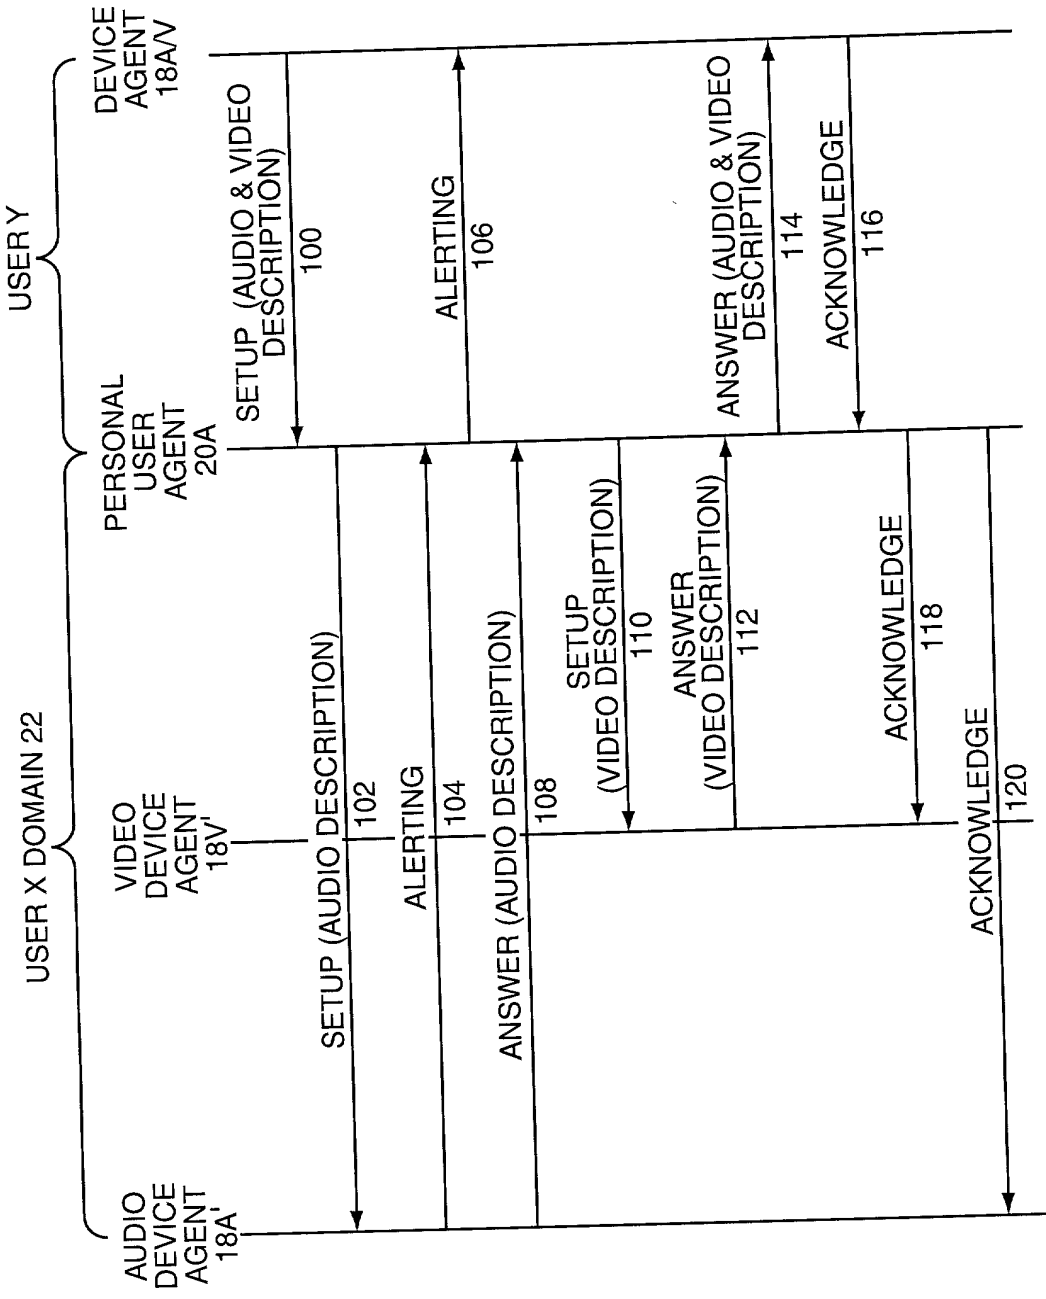 USER X DOMAIN 22
USER Y
AUDIO
DEVICE
AGENT
18A'
VIDEO
DEVICE
AGENT
18V'
PERSONAL
USER
AGENT
20A
DEVICE
AGENT
18A/V
SETUP (AUDIO & VIDEO
DESCRIPTION)
100
SETUP (AUDIO DESCRIPTION)
102
ALERTING
104
ALERTING
106
ANSWER (AUDIO DESCRIPTION)
108
SETUP
(VIDEO DESCRIPTION)
110
ANSWER
(VIDEO DESCRIPTION)
112
ANSWER (AUDIO & VIDEO
DESCRIPTION)
114
ACKNOWLEDGE
116
ACKNOWLEDGE
118
ACKNOWLEDGE
120